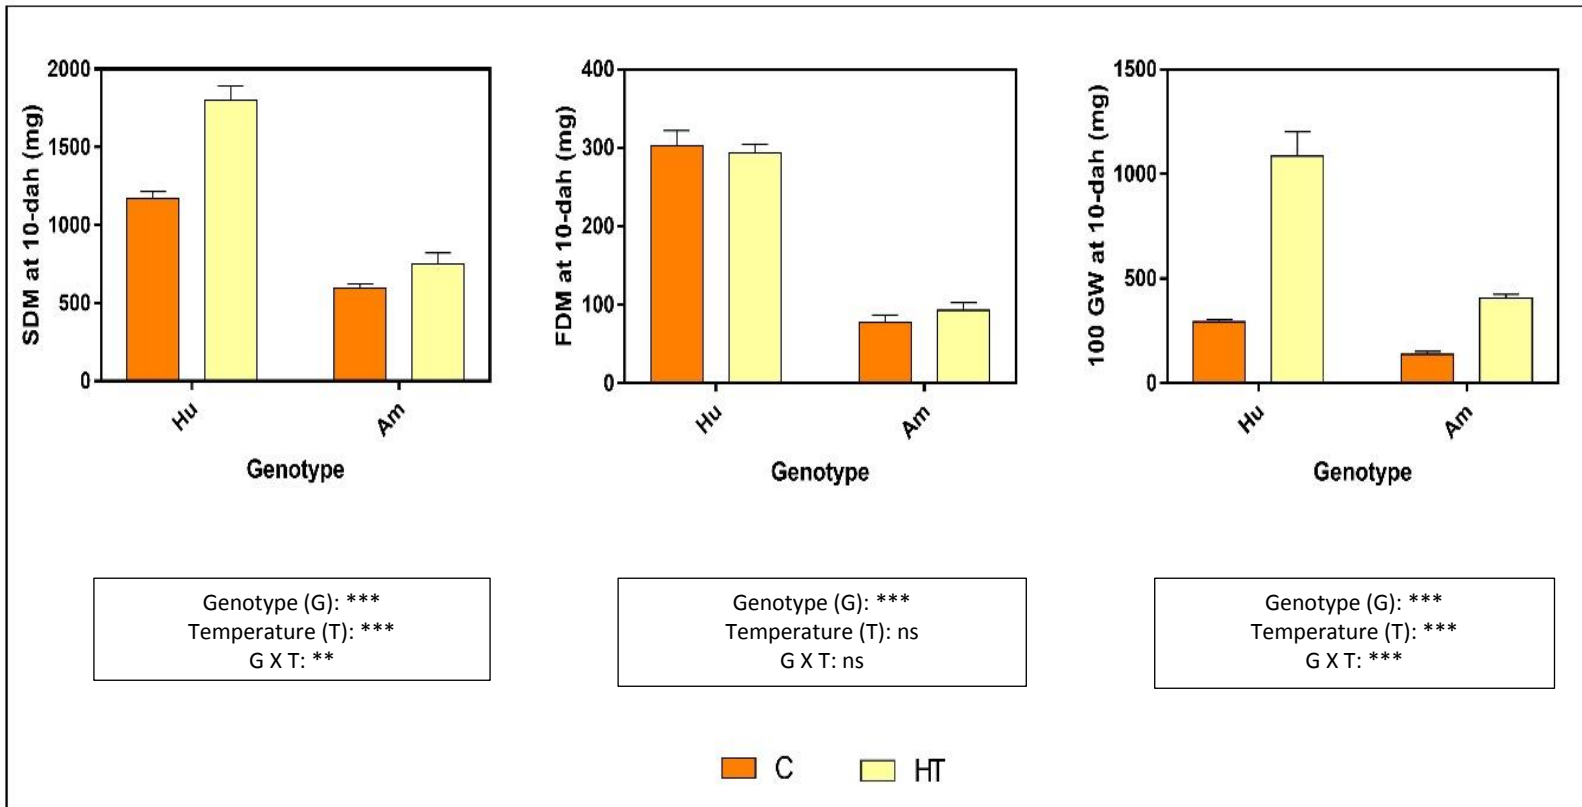 SDM at 10-dah (mg)
2000
1500
1000
500
0
Hu
Am
Genotype
FDM at 10-dah (mg)
400
300
200
100
0
Hu
Am
Genotype
100 GW at 10-dah (mg)
1500
1000
500
0
Hu
Am
Genotype
Genotype (G): ***
Temperature (T): ***
G X T: **
Genotype (G): ***
Temperature (T): ns
G X T: ns
Genotype (G): ***
Temperature (T): ***
G X T: ***
C
HT